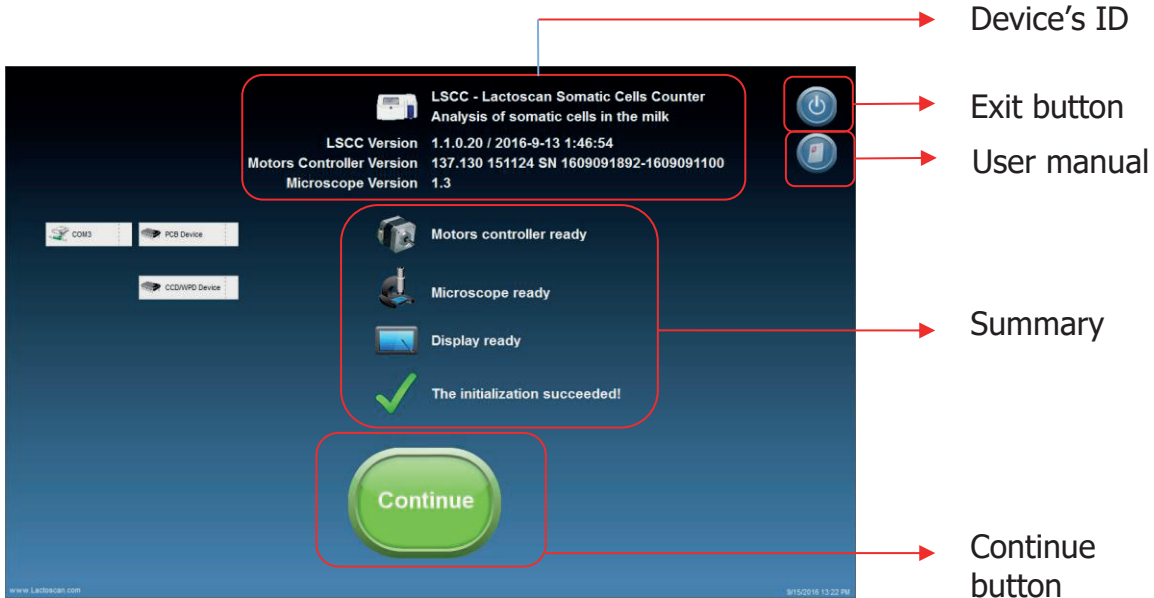 Device's ID
LSCC - Lactoscan Somatic Cells Counter
Analysis of somatic cells in the milk
LSCC Version 1.1.0.20 / 2016-9-13 1:46:54
Motors Controller Version 137.130 151124 SN 1609091892-1609091100
Microscope Version 1.3
Exit button
User manual
COM3
PCB Device
CCD/WPD Device
Motors controller ready
Microscope ready
Display ready
The initialization succeeded!
Summary
Continue
Continue
button
www.Lactoscan.com
9/15/2016 13:22 PM